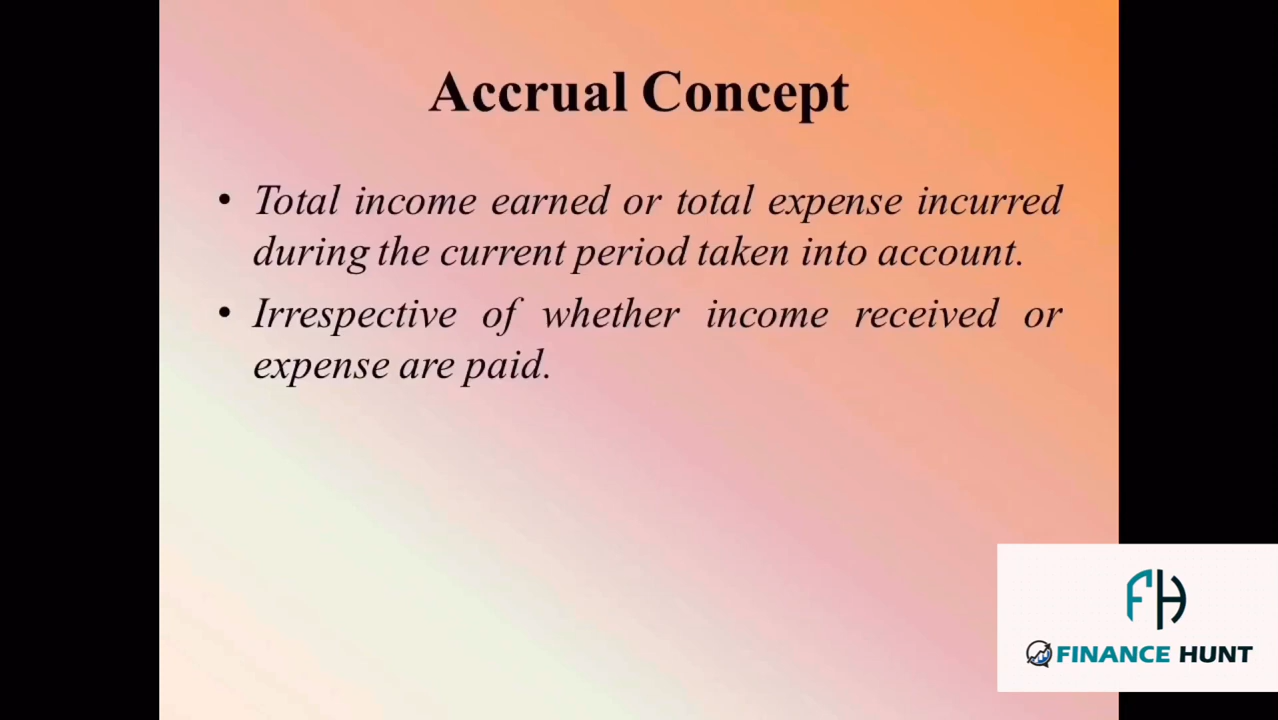 Accrual Concept
• Total income earned or total expense incurred
during the current period taken into account.
• Irrespective of whether income received or
expense are paid.
FH
FINANCE HUNT